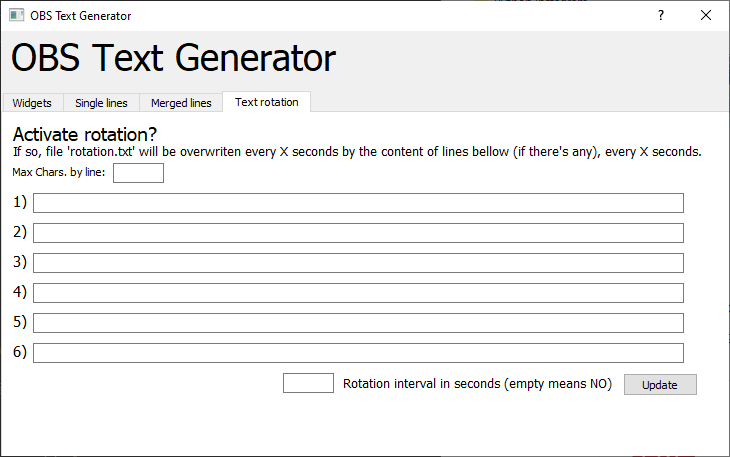 OBS Text Generator
?
OBS Text Generator
Widgets Single lines Merged lines Text rotation
Activate rotation?
If so, file 'rotation.txt' will be overwriten every X seconds by the content of lines bellow (if there's any), every X seconds.
Max Chars. by line:
1)
2)
3)
4)
5)
6)
Rotation interval in seconds (empty means NO) Update